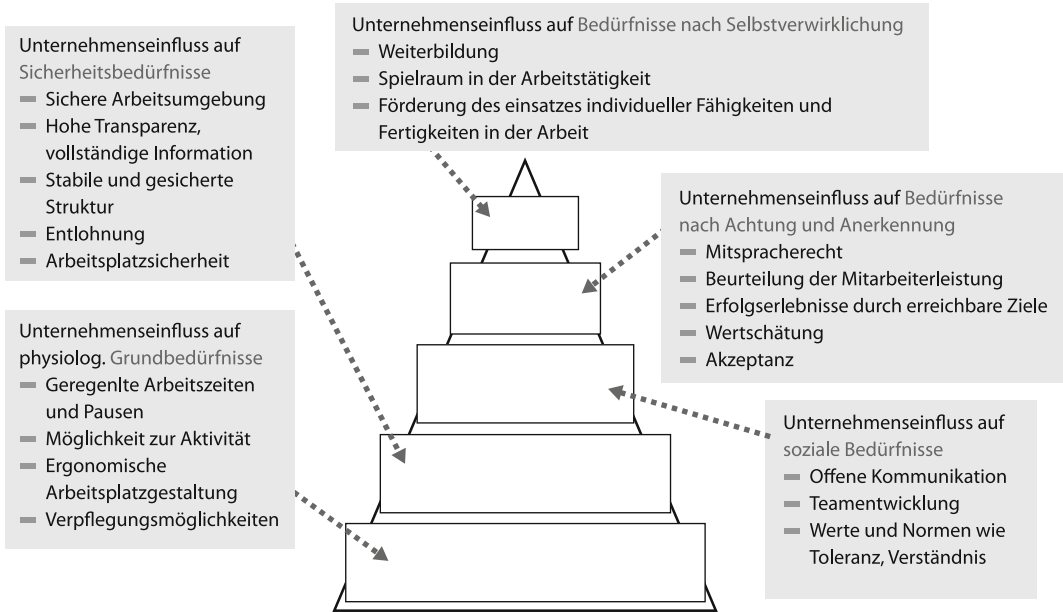 Unternehmenseinfluss auf
Sicherheitsbedürfnisse
Sichere Arbeitsumgebung
Hohe Transparenz,
vollständige Information
Stabile und gesicherte
Struktur
Entlohnung
Arbeitsplatzsicherheit
Unternehmenseinfluss auf Bedürfnisse nach Selbstverwirklichung
Weiterbildung
Spielraum in der Arbeitstätigkeit
Förderung des einsatzes individueller Fähigkeiten und
Fertigkeiten in der Arbeit
Unternehmenseinfluss auf Bedürfnisse
nach Achtung und Anerkennung
Mitspracherecht
Beurteilung der Mitarbeiterleistung
Erfolgserlebnisse durch erreichbare Ziele
Wertschätung
Akzeptanz
Unternehmenseinfluss auf
physiolog. Grundbedürfnisse
Geregenlte Arbeitszeiten
und Pausen
Möglichkeit zur Aktivität
Ergonomische
Arbeitsplatzgestaltung
Verpflegungsmöglichkeiten
Unternehmenseinfluss auf
soziale Bedürfnisse
Offene Kommunikation
Teamentwicklung
Werte und Normen wie
Toleranz, Verständnis